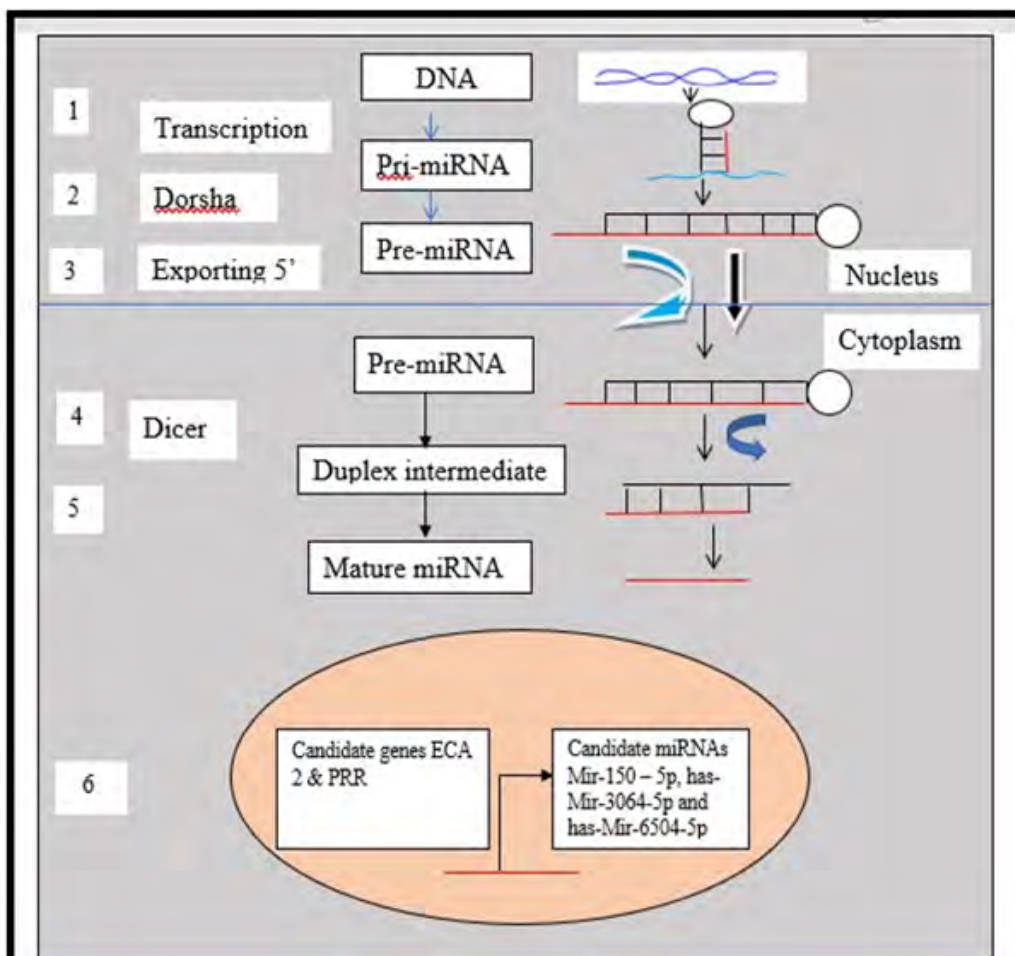 DNA
1
Transcription
Pri-miRNA
2
Dorsha
Pre-miRNA
3
Exporting 5’
Nucleus
Cytoplasm
Pre-miRNA
4
Dicer
Duplex intermediate
5
Mature miRNA
Candidate genes ECA
2 & PRR
Candidate miRNAs
Mir-150 – 5p, has-
Mir-3064-5p and
has-Mir-6504-5p
6